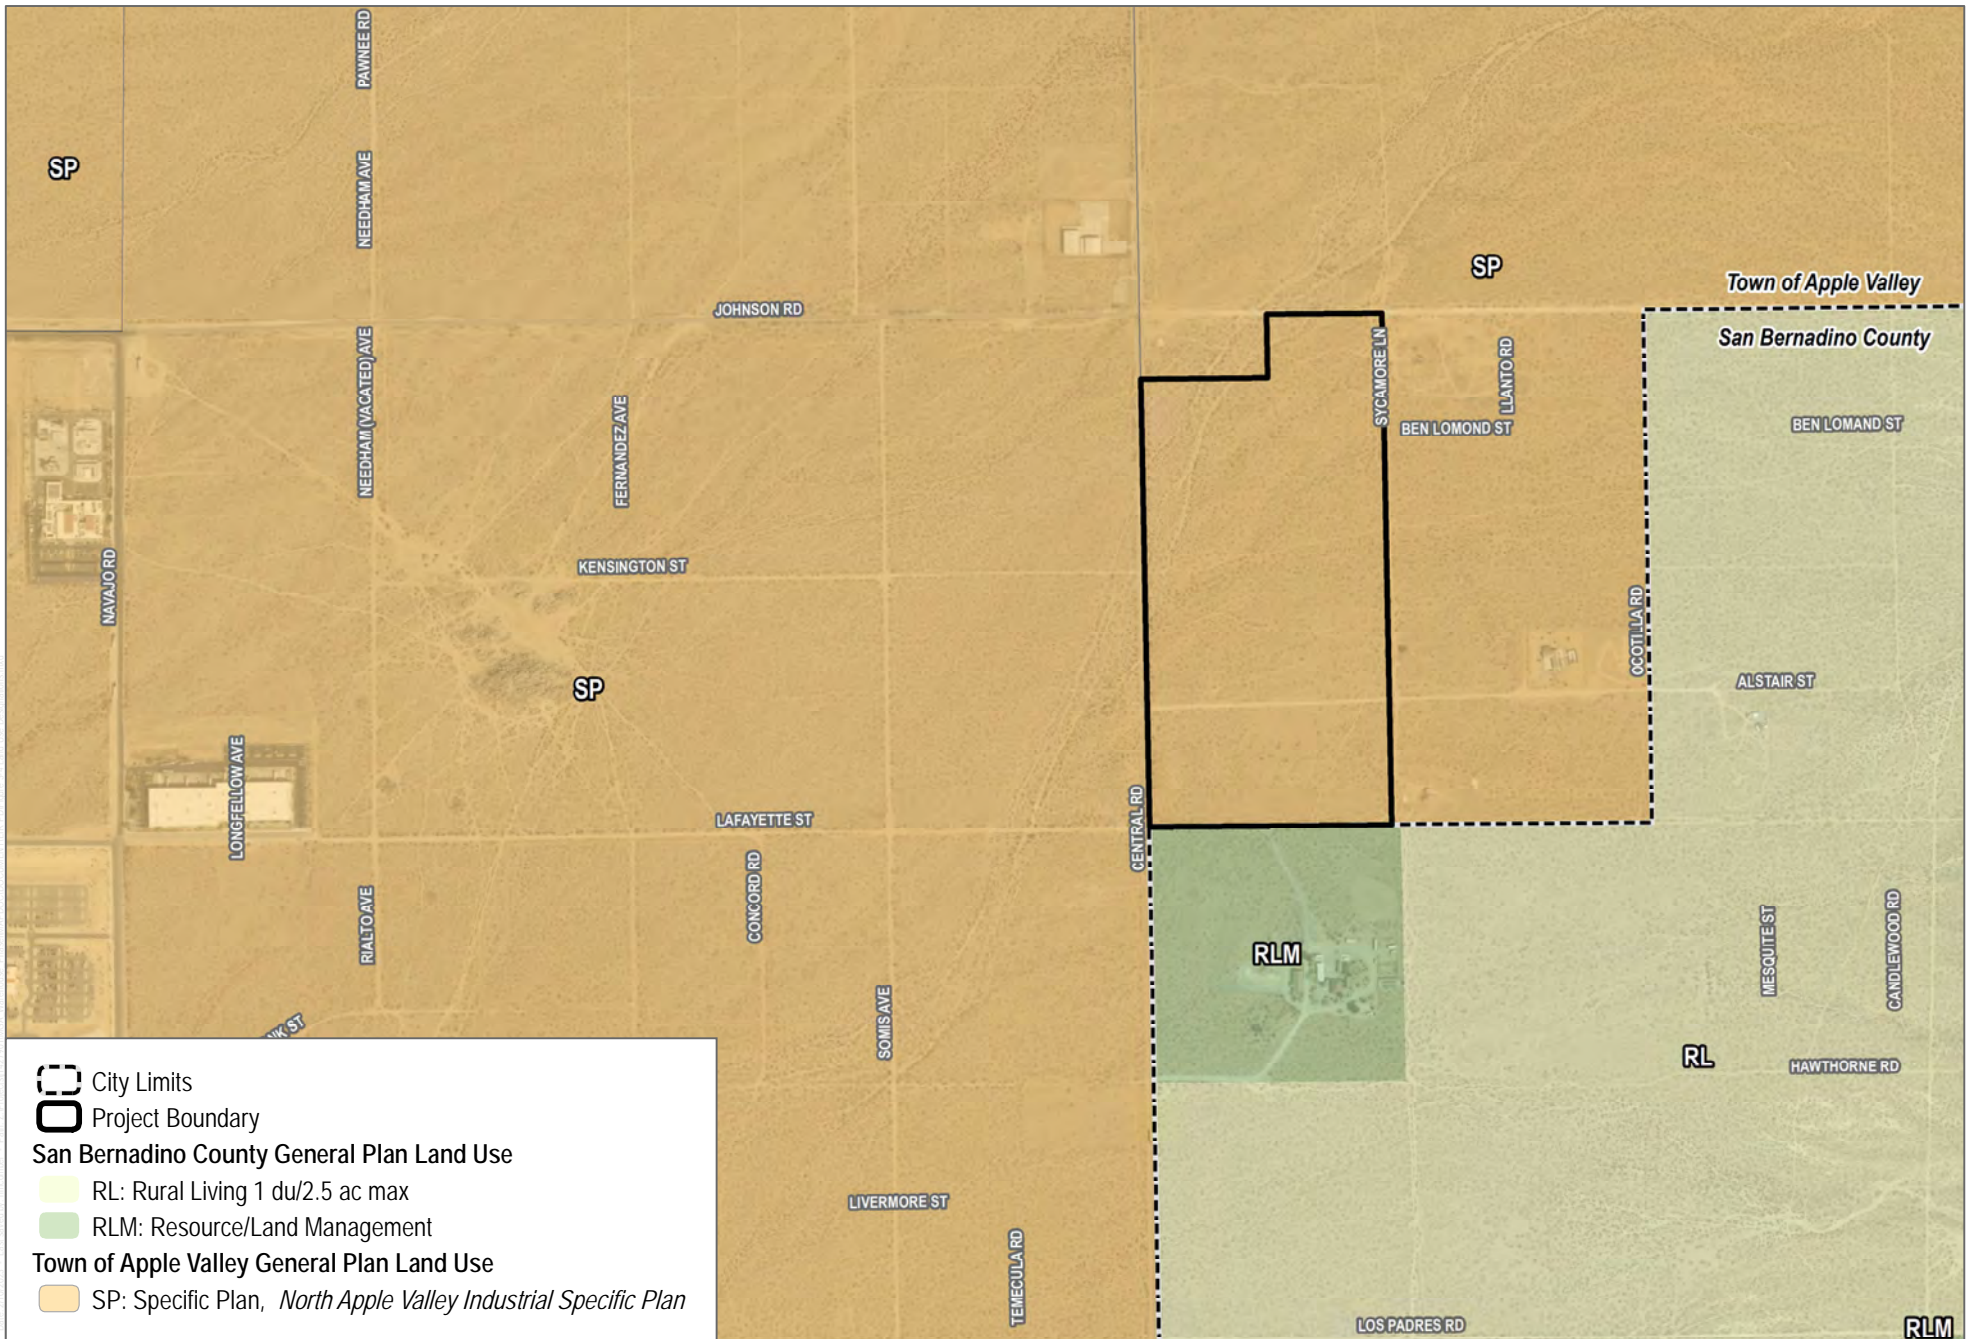 PAWNEE RD
SP
NEEDHAM AVE
SP
Town of Apple Valley
JOHNSON RD
San Bernadino County
NEEDHAM (VACATED) AVE
SYCAMORE LN
LLANTO RD
FERNANDEZ AVE
BEN LOMOND ST
BEN LOMAND ST
NAVAJO RD
KENSINGTON ST
OCOTILLA RD
SP
ALSTAIR ST
LONGFELLOW AVE
LAFAYETTE ST
CENTRAL RD
RIALTO AVE
CONCORD RD
RLM
MESQUITE ST
CANDLEWOOD RD
SOMIS AVE
NK ST
RL
HAWTHORNE RD
LIVERMORE ST
TEMECULA RD
LOS PADRES RD
RLM
City Limits
Project Boundary
San Bernadino County General Plan Land Use
RL: Rural Living 1 du/2.5 ac max
RLM: Resource/Land Management
Town of Apple Valley General Plan Land Use
SP: Specific Plan, North Apple Valley Industrial Specific Plan